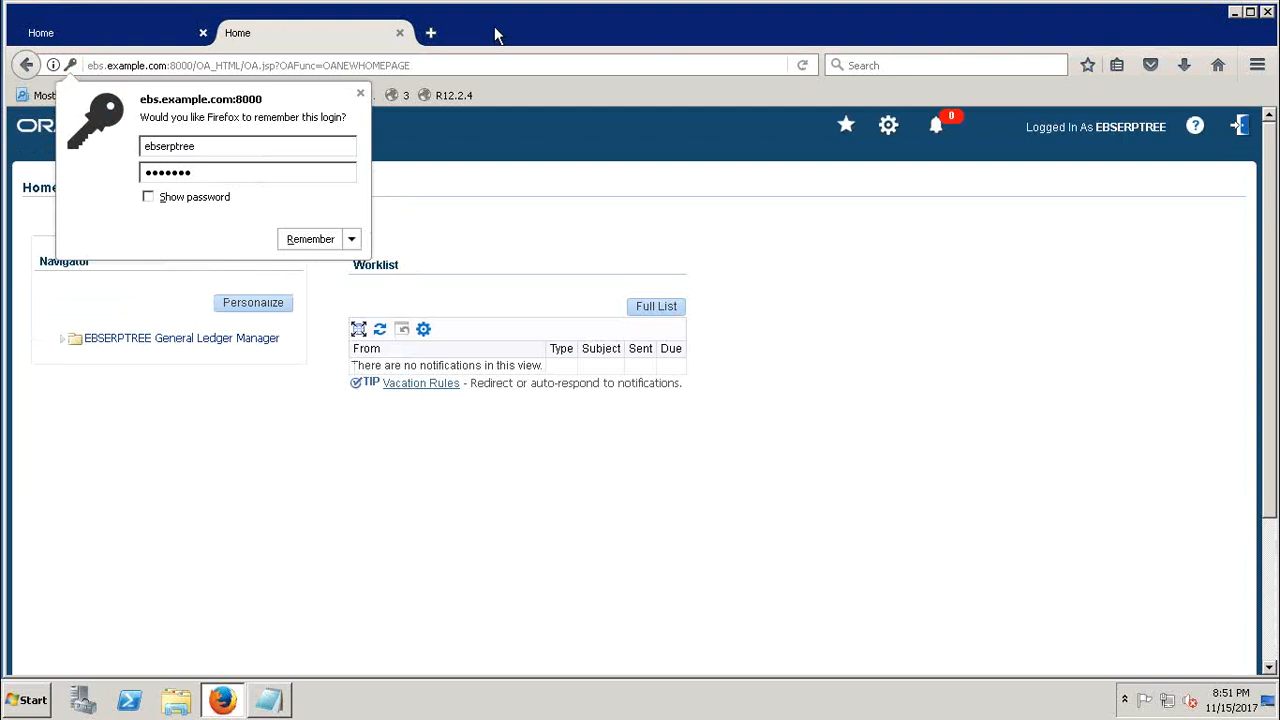 Home
Home
ebs.example.com:8000/OA_HTML/OA.jsp?OAFunc=OANEWHOMEPAGE
Search
Most
3
R12.2.4
ebs.example.com:8000
Would you like Firefox to remember this login?
ebserptree
•••••••
Show password
Remember
0
Logged In As EBSERPTREE
Home
Navigator
Personalize
EBSERPTREE General Ledger Manager
Worklist
Full List
From Type Subject Sent Due
There are no notifications in this view.
TIP Vacation Rules - Redirect or auto-respond to notifications.
Start
8:51 PM
11/15/2017